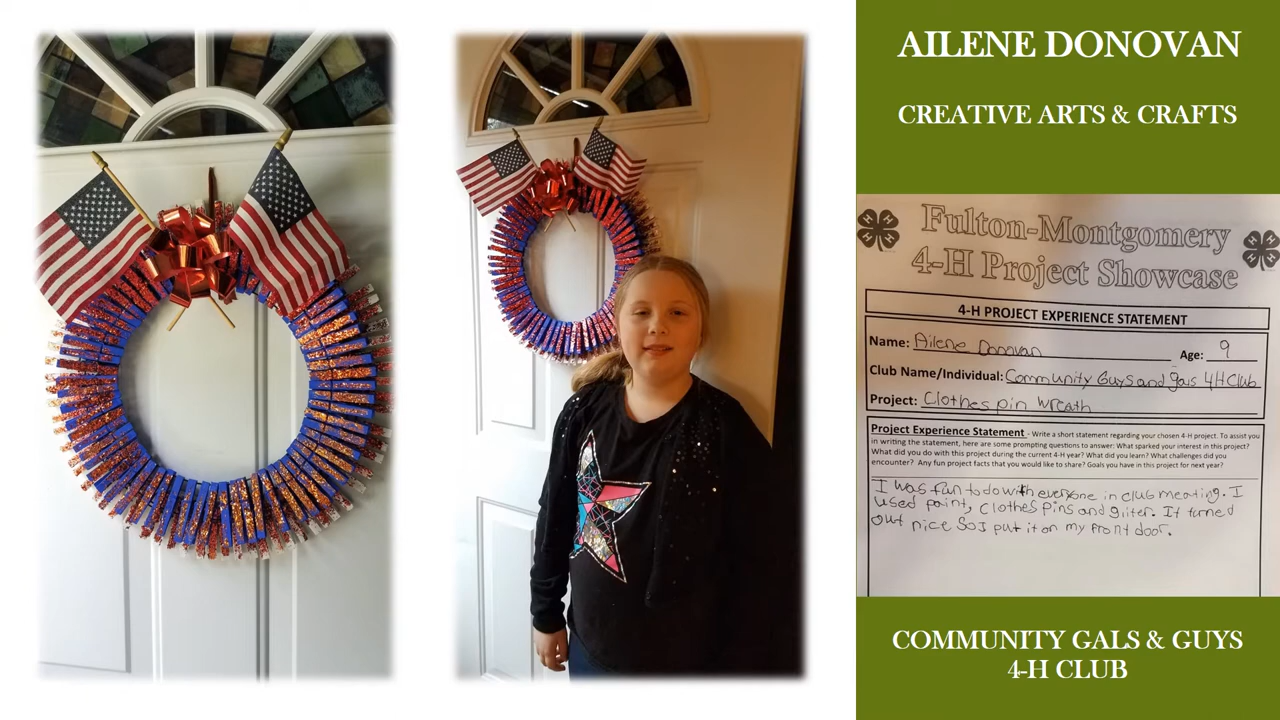 AILENE DONOVAN
CREATIVE ARTS & CRAFTS
H H H H
H H H H
Fulton-Montgomery
4-H Project Showcase
4-H PROJECT EXPERIENCE STATEMENT
Name: Ailene Donovan Age: 9
Club Name/Individual: Community Guys and gals 4H Club
Project: Clothes pin wreath
Project Experience Statement - Write a short statement regarding your chosen 4-H project. To assist you
in writing the statement, here are some prompting questions to answer: What sparked your interest in this project?
What did you do with this project during the current 4-H year? What did you learn? What challenges did you
encounter? Any fun project facts that you would like to share? Goals you have in this project for next year?
I was fun to do with everyone in club meating. I
used paint, clothes pins and gliter. It turned
out nice so I put it on my front door.
COMMUNITY GALS & GUYS
4-H CLUB